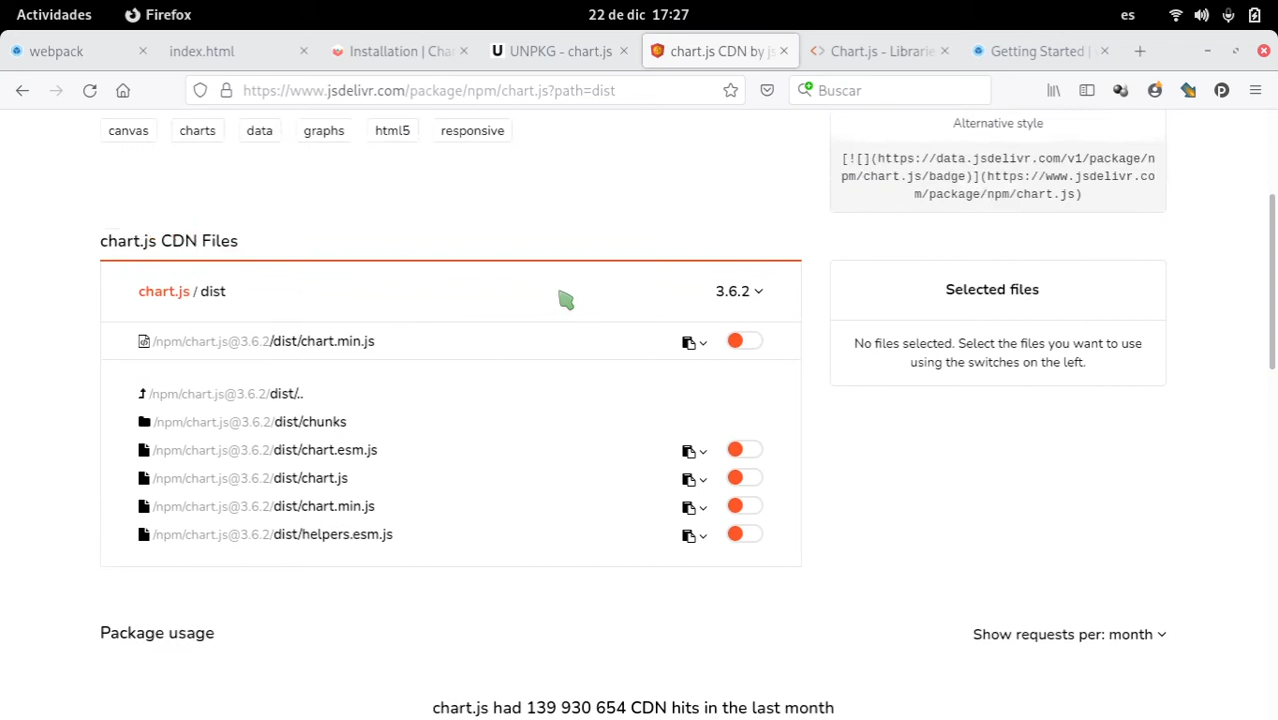 Actividades Firefox 22 de dic 17:27 es
webpack index.html Installation | Cha UNPKG - chart.js chart.js CDN by js Chart.js - Librarie Getting Started |
https://www.jsdelivr.com/package/npm/chart.js?path=dist Buscar
canvas charts data graphs html5 responsive
Alternative style
[![](https://data.jsdelivr.com/v1/package/n
pm/chart.js/badge)](https://www.jsdelivr.co
m/package/npm/chart.js)
chart.js CDN Files
chart.js / dist 3.6.2
/npm/chart.js@3.6.2/dist/chart.min.js
/npm/chart.js@3.6.2/dist/..
/npm/chart.js@3.6.2/dist/chunks
/npm/chart.js@3.6.2/dist/chart.esm.js
/npm/chart.js@3.6.2/dist/chart.js
/npm/chart.js@3.6.2/dist/chart.min.js
/npm/chart.js@3.6.2/dist/helpers.esm.js
Selected files
No files selected. Select the files you want to use
using the switches on the left.
Package usage
Show requests per: month
chart.js had 139 930 654 CDN hits in the last month